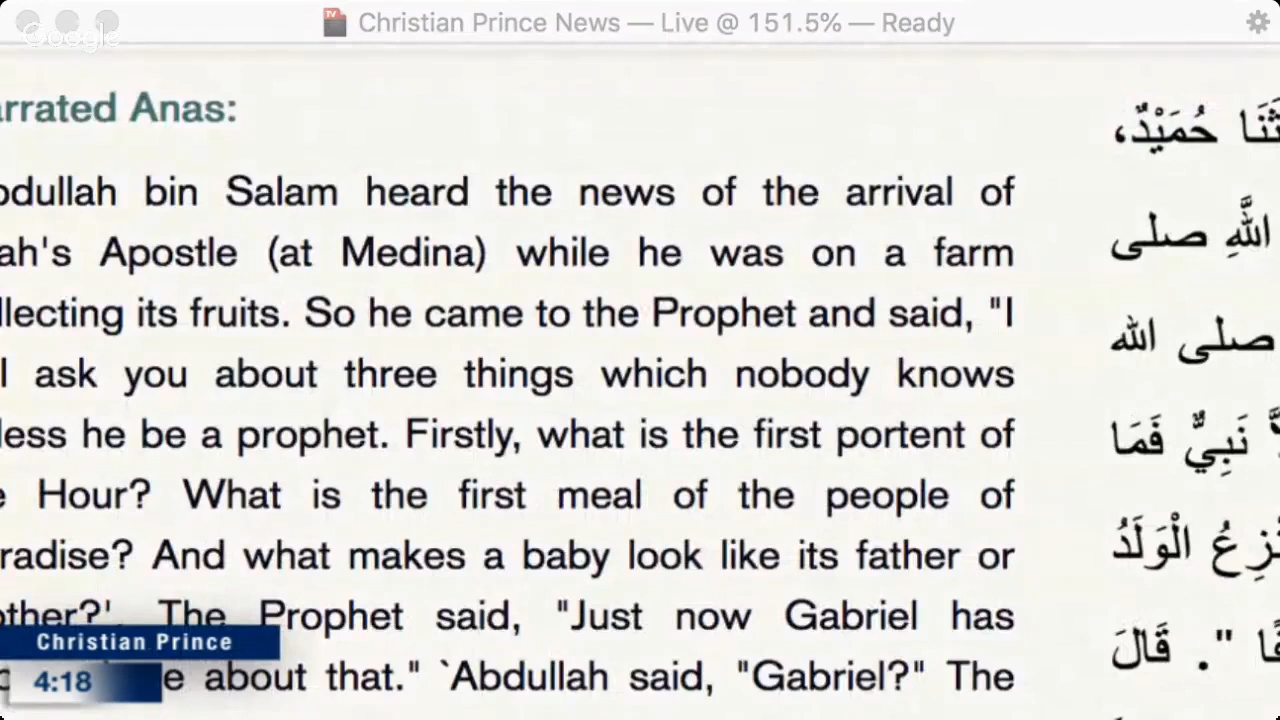 Google
Christian Prince News — Live @ 151.5% — Ready
arrated Anas:
bdullah bin Salam heard the news of the arrival of
ah's Apostle (at Medina) while he was on a farm
llecting its fruits. So he came to the Prophet and said, "I
l ask you about three things which nobody knows
less he be a prophet. Firstly, what is the first portent of
e Hour? What is the first meal of the people of
radise? And what makes a baby look like its father or
other?'. The Prophet said, "Just now Gabriel has
e about that." `Abdullah said, "Gabriel?" The
ثَنَا حُمَيْدٌ،
اللَّهِ صلى
صلى الله
نَبِيٌّ فَمَا
نْزِعُ الْوَلَدُ
قًا ". قَالَ
Christian Prince
4:18